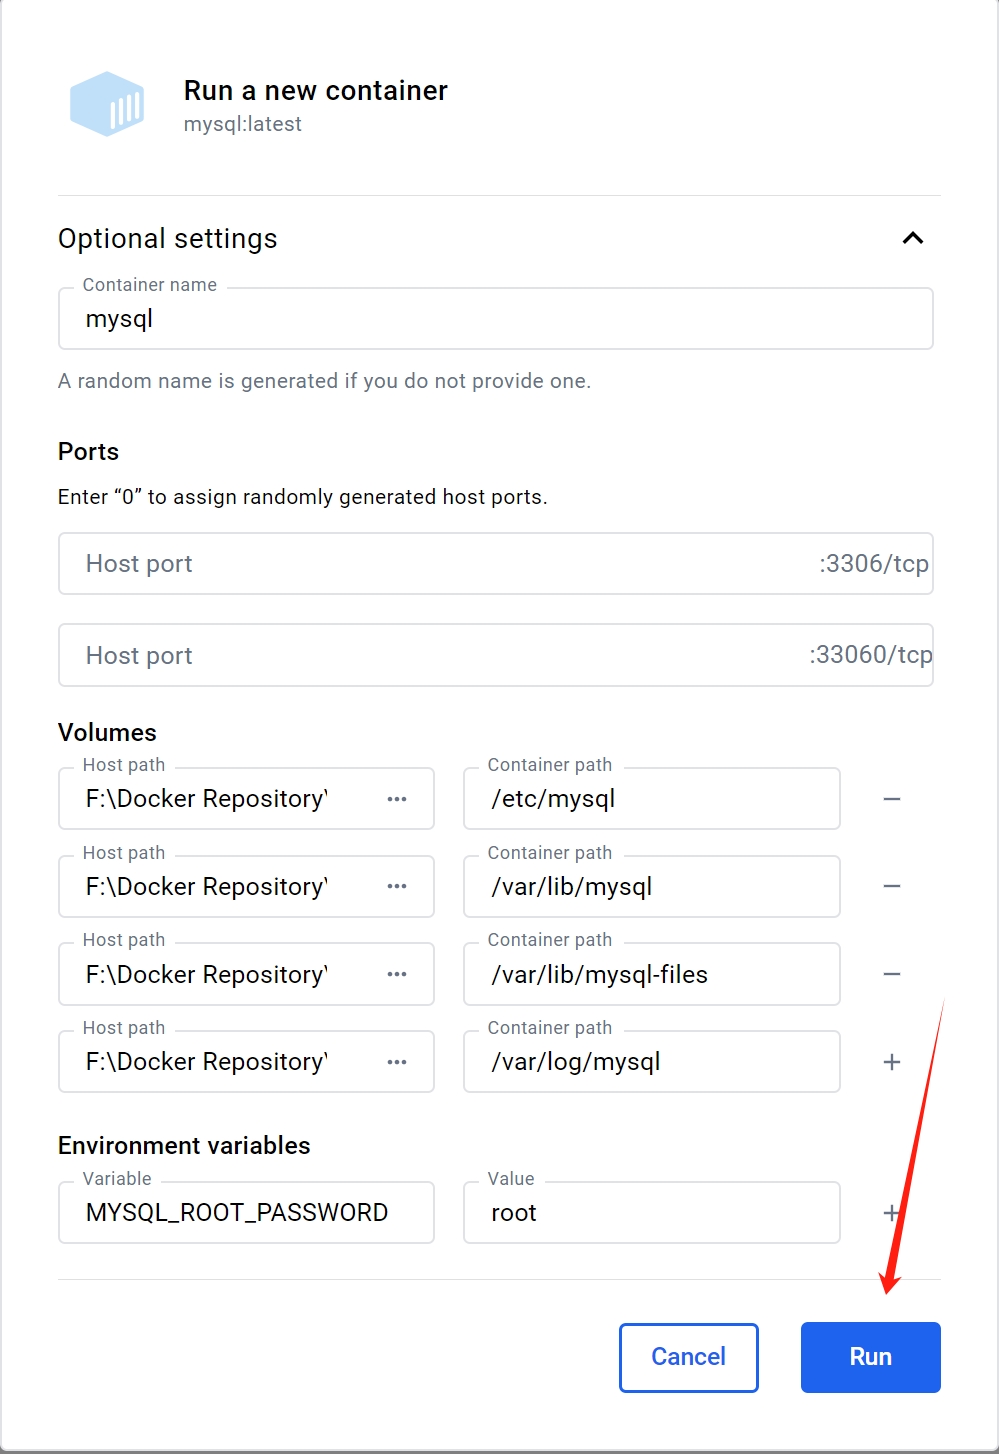 Run a new container
mysql:latest
Optional settings
Container name
mysql
A random name is generated if you do not provide one.
Ports
Enter “0” to assign randomly generated host ports.
Host port :3306/tcp
Host port :33060/tcp
Volumes
Host path Container path
F:\Docker Repository\ ••• /etc/mysql
Host path Container path
F:\Docker Repository\ ••• /var/lib/mysql
Host path Container path
F:\Docker Repository\ ••• /var/lib/mysql-files
Host path Container path
F:\Docker Repository\ ••• /var/log/mysql
Environment variables
Variable Value
MYSQL_ROOT_PASSWORD root
Cancel Run